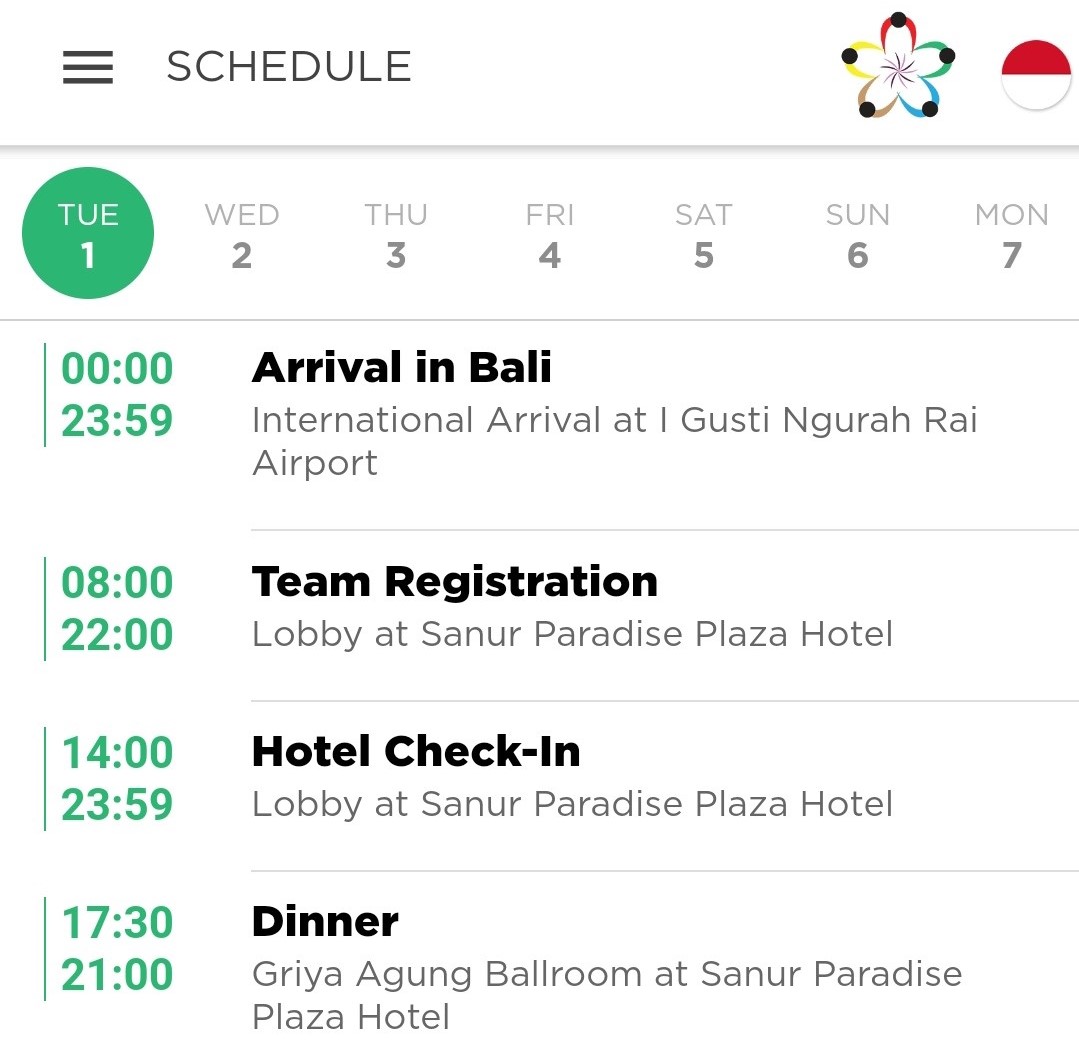 SCHEDULE
TUE WED THU FRI SAT SUN MON
1 2 3 4 5 6 7
00:00 Arrival in Bali
23:59 International Arrival at I Gusti Ngurah Rai
Airport
08:00 Team Registration
22:00 Lobby at Sanur Paradise Plaza Hotel
14:00 Hotel Check-In
23:59 Lobby at Sanur Paradise Plaza Hotel
17:30 Dinner
21:00 Griya Agung Ballroom at Sanur Paradise
Plaza Hotel